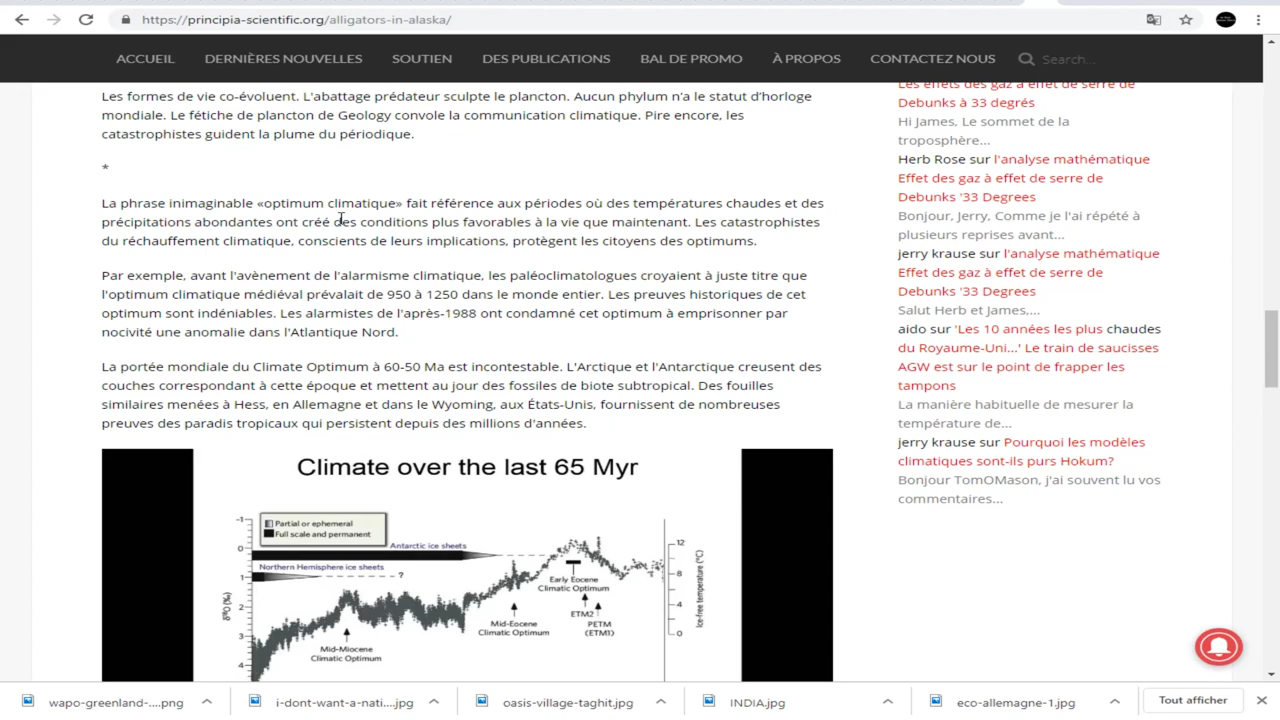 https://principia-scientific.org/alligators-in-alaska/
ACCUEIL DERNIÈRES NOUVELLES SOUTIEN DES PUBLICATIONS BAL DE PROMO À PROPOS CONTACTEZ NOUS Search...
Les formes de vie co-évoluent. L'abattage prédateur sculpte le plancton. Aucun phylum n’a le statut d’horloge
mondiale. Le fétiche de plancton de Geology convole la communication climatique. Pire encore, les
catastrophistes guident la plume du périodique.
*
La phrase inimaginable «optimum climatique» fait référence aux périodes où des températures chaudes et des
précipitations abondantes ont créé des conditions plus favorables à la vie que maintenant. Les catastrophistes
du réchauffement climatique, conscients de leurs implications, protègent les citoyens des optimums.
Par exemple, avant l'avènement de l'alarmisme climatique, les paléoclimatologues croyaient à juste titre que
l'optimum climatique médiéval prévalait de 950 à 1250 dans le monde entier. Les preuves historiques de cet
optimum sont indéniables. Les alarmistes de l'après-1988 ont condamné cet optimum à emprisonner par
nocivité une anomalie dans l'Atlantique Nord.
La portée mondiale du Climate Optimum à 60-50 Ma est incontestable. L'Arctique et l'Antarctique creusent des
couches correspondant à cette époque et mettent au jour des fossiles de biote subtropical. Des fouilles
similaires menées à Hess, en Allemagne et dans le Wyoming, aux États-Unis, fournissent de nombreuses
preuves des paradis tropicaux qui persistent depuis des millions d'années.
Climate over the last 65 Myr
Partial or ephemeral
Full scale and permanent
Antarctic ice sheets
Northern Hemisphere ice sheets
?
-1
0
1
2
3
4
δ18O (‰)
12
8
4
0
Ice-free temperature (°C)
Early Eocene
Climatic Optimum
ETM2
PETM
(ETM1)
Mid-Eocene
Climatic Optimum
Mid-Miocene
Climatic Optimum
Les effets des gaz à effet de serre de
Debunks à 33 degrés
Hi James, Le sommet de la
troposphère…
Herb Rose sur l'analyse mathématique
Effet des gaz à effet de serre de
Debunks '33 Degrees
Bonjour, Jerry, Comme je l'ai répété à
plusieurs reprises avant…
jerry krause sur l'analyse mathématique
Effet des gaz à effet de serre de
Debunks '33 Degrees
Salut Herb et James,…
aido sur 'Les 10 années les plus chaudes
du Royaume-Uni...' Le train de saucisses
AGW est sur le point de frapper les
tampons
La manière habituelle de mesurer la
température de…
jerry krause sur Pourquoi les modèles
climatiques sont-ils purs Hokum?
Bonjour TomOMason, j'ai souvent lu vos
commentaires…
wapo-greenland-....png i-dont-want-a-nati....jpg oasis-village-taghit.jpg INDIA.jpg eco-allemagne-1.jpg Tout afficher